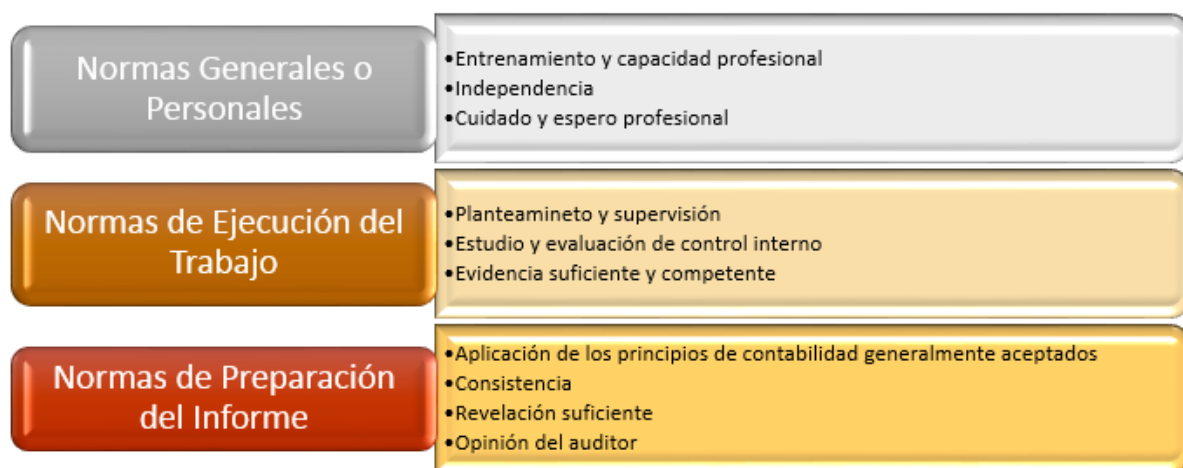 Normas Generales o
Personales
•Entrenamiento y capacidad profesional
•Independencia
•Cuidado y espero profesional
Normas de Ejecución del
Trabajo
•Planteamineto y supervisión
•Estudio y evaluación de control interno
•Evidencia suficiente y competente
Normas de Preparación
del Informe
•Aplicación de los principios de contabilidad generalmente aceptados
•Consistencia
•Revelación suficiente
•Opinión del auditor